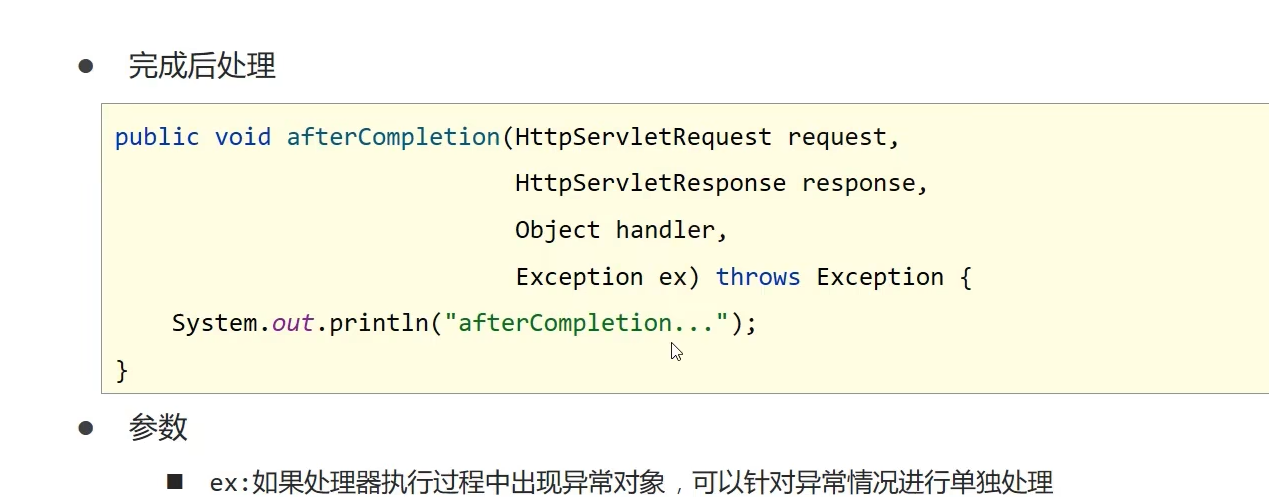 ● 完成后处理
public void afterCompletion(HttpServletRequest request,
HttpServletResponse response,
Object handler,
Exception ex) throws Exception {
System.out.println("afterCompletion...");
}
● 参数
■ ex:如果处理器执行过程中出现异常对象，可以针对异常情况进行单独处理